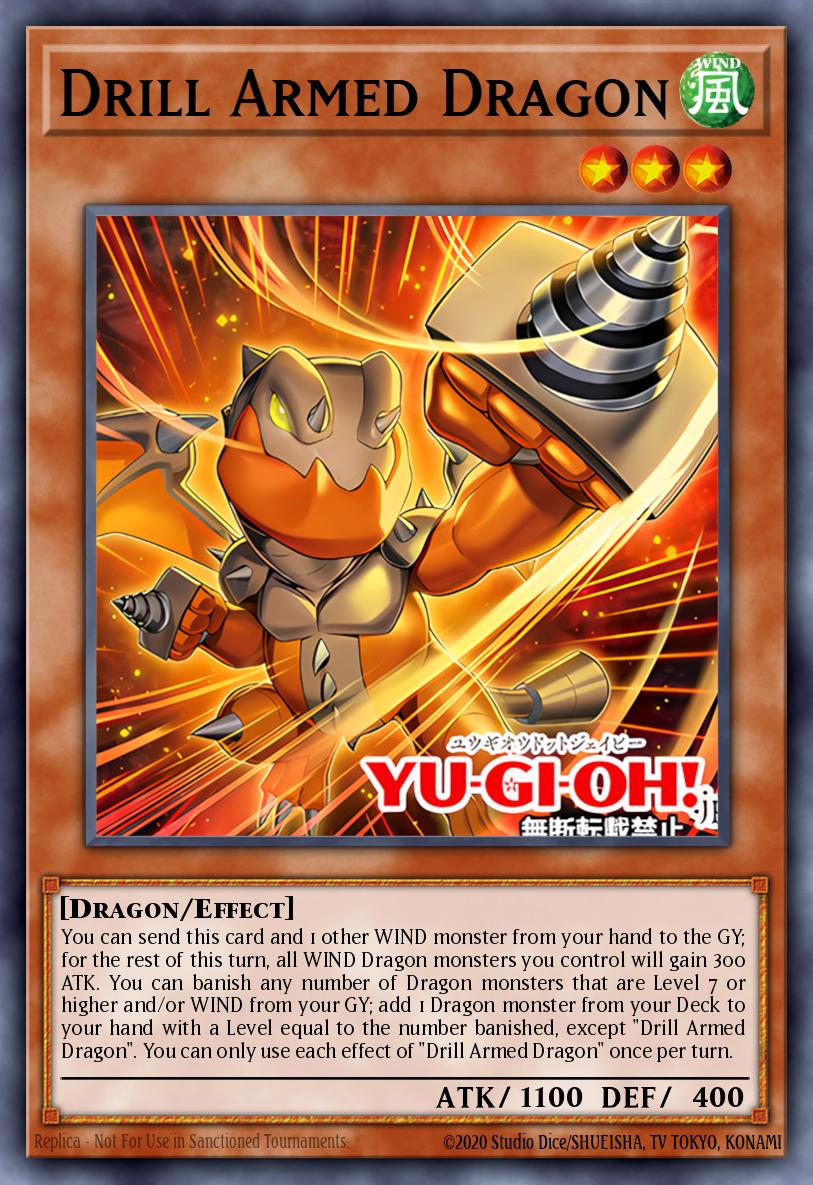 DRILL ARMED DRAGON
WIND
風
ユウギオウドットジェイピー
YU-GI-OH!
無断転載禁止
[DRAGON/EFFECT]
You can send this card and 1 other WIND monster from your hand to the GY;
for the rest of this turn, all WIND Dragon monsters you control will gain 300
ATK. You can banish any number of Dragon monsters that are Level 7 or
higher and/or WIND from your GY; add 1 Dragon monster from your Deck to
your hand with a Level equal to the number banished, except "Drill Armed
Dragon". You can only use each effect of "Drill Armed Dragon" once per turn.
ATK/ 1100 DEF/ 400
Replica - Not For Use in Sanctioned Tournaments.
©2020 Studio Dice/SHUEISHA, TV TOKYO, KONAMI